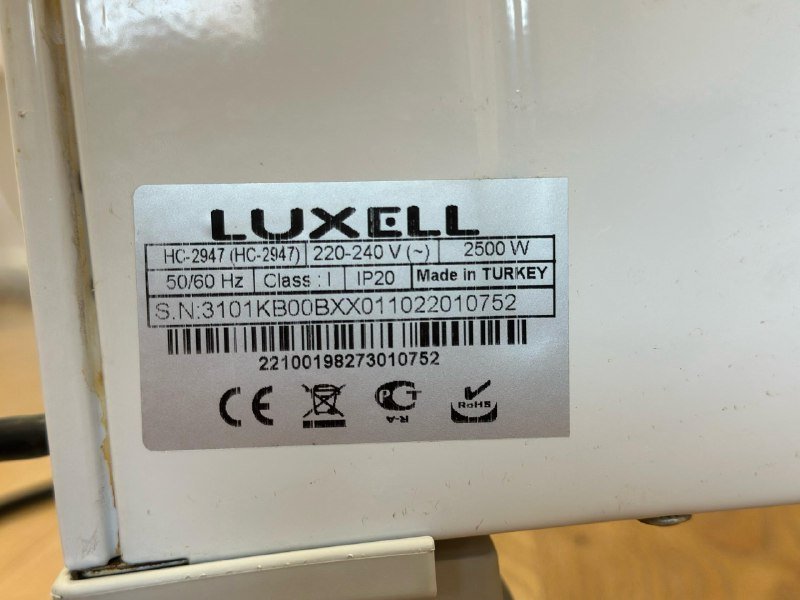 LUXELL
HC-2947 (HC-2947) 220-240 V (~) 2500 W
50/60 Hz Class : I IP20 Made in TURKEY
S.N:3101KB00BXX011022010752
22100198273010752
CE PCT RoHS
R-A